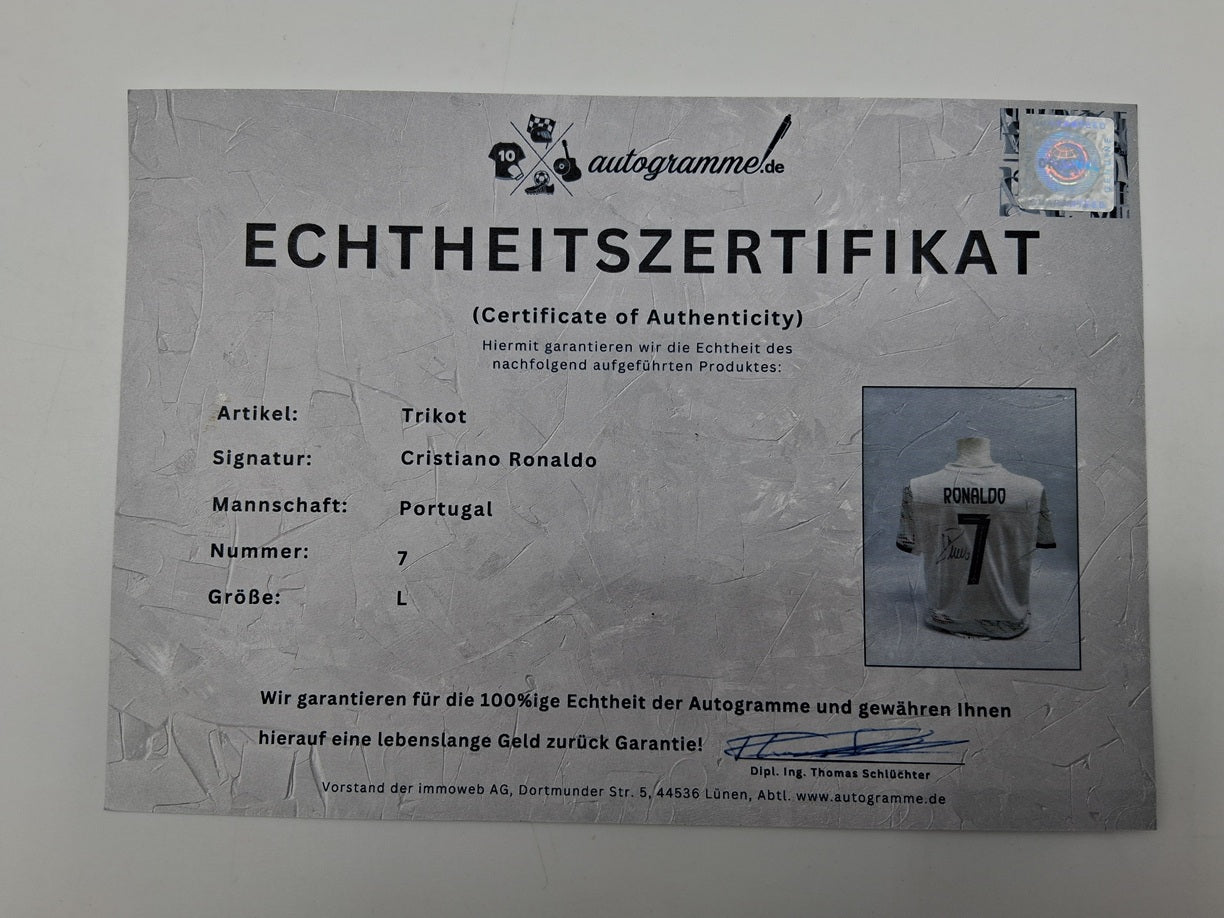 10
autogramme!.de
ECHTHEITSZERTIFIKAT
(Certificate of Authenticity)
Hiermit garantieren wir die Echtheit des
nachfolgend aufgeführten Produktes:
Artikel: Trikot
Signatur: Cristiano Ronaldo
Mannschaft: Portugal
Nummer: 7
Größe: L
RONALDO
7
Wir garantieren für die 100%ige Echtheit der Autogramme und gewähren Ihnen
hierauf eine lebenslange Geld zurück Garantie!
Dipl. Ing. Thomas Schlüchter
Vorstand der immoweb AG, Dortmunder Str. 5, 44536 Lünen, Abtl. www.autogramme.de